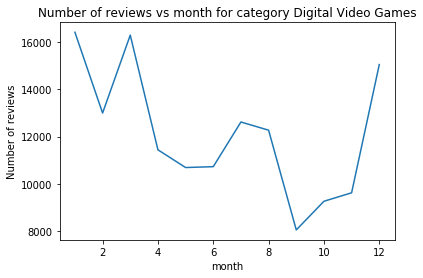 Number of reviews vs month for category Digital Video Games
16000
14000
12000
10000
8000
Number of reviews
2 4 6 8 10 12
month